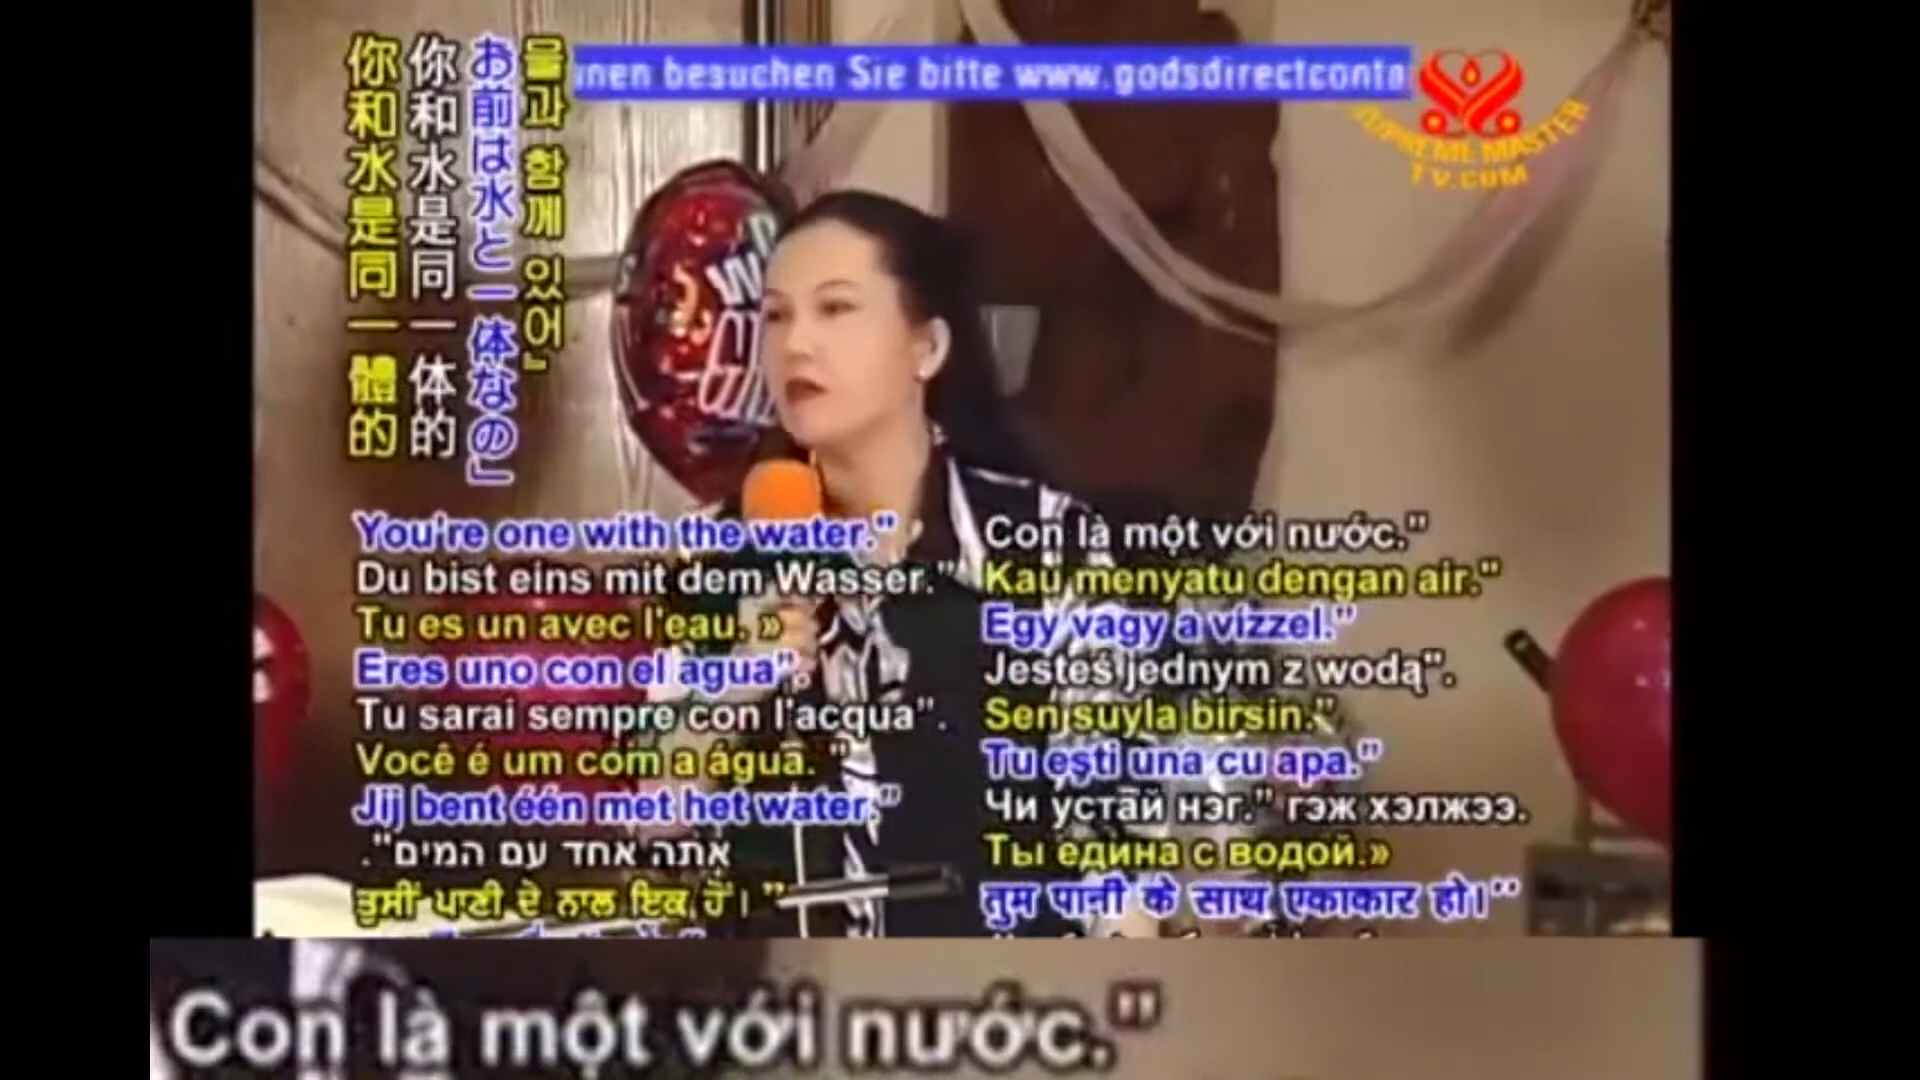 을과 함께 있어』
お前は水と一体なの」
你和水是同一体的
你和水是同一體的
besuchen Sie bitte www.godsdirectconta
SUPREME MASTER
TV.COM
You're one with the water."
Du bist eins mit dem Wasser."
Tu es un avec l'eau. »
Eres uno con el agua".
Tu sarai sempre con l'acqua".
Você é um com a água. "
Jij bent één met het water."
אתה אחד עם המים".
ਤੁਸੀਂ ਪਾਣੀ ਦੇ ਨਾਲ ਇਕ ਹੋਂ। ”
Con là một với nước."
Kau menyatu dengan air."
Egy vagy a vízzel."
Jesteś jednym z wodą".
Sen suyla birsin."
Tu eşti una cu apa."
Чи устай нэг." гэж хэлжээ.
Ты едина с водой.»
तुम पानी के साथ एकाकार हो।’’
Con là một với nước."